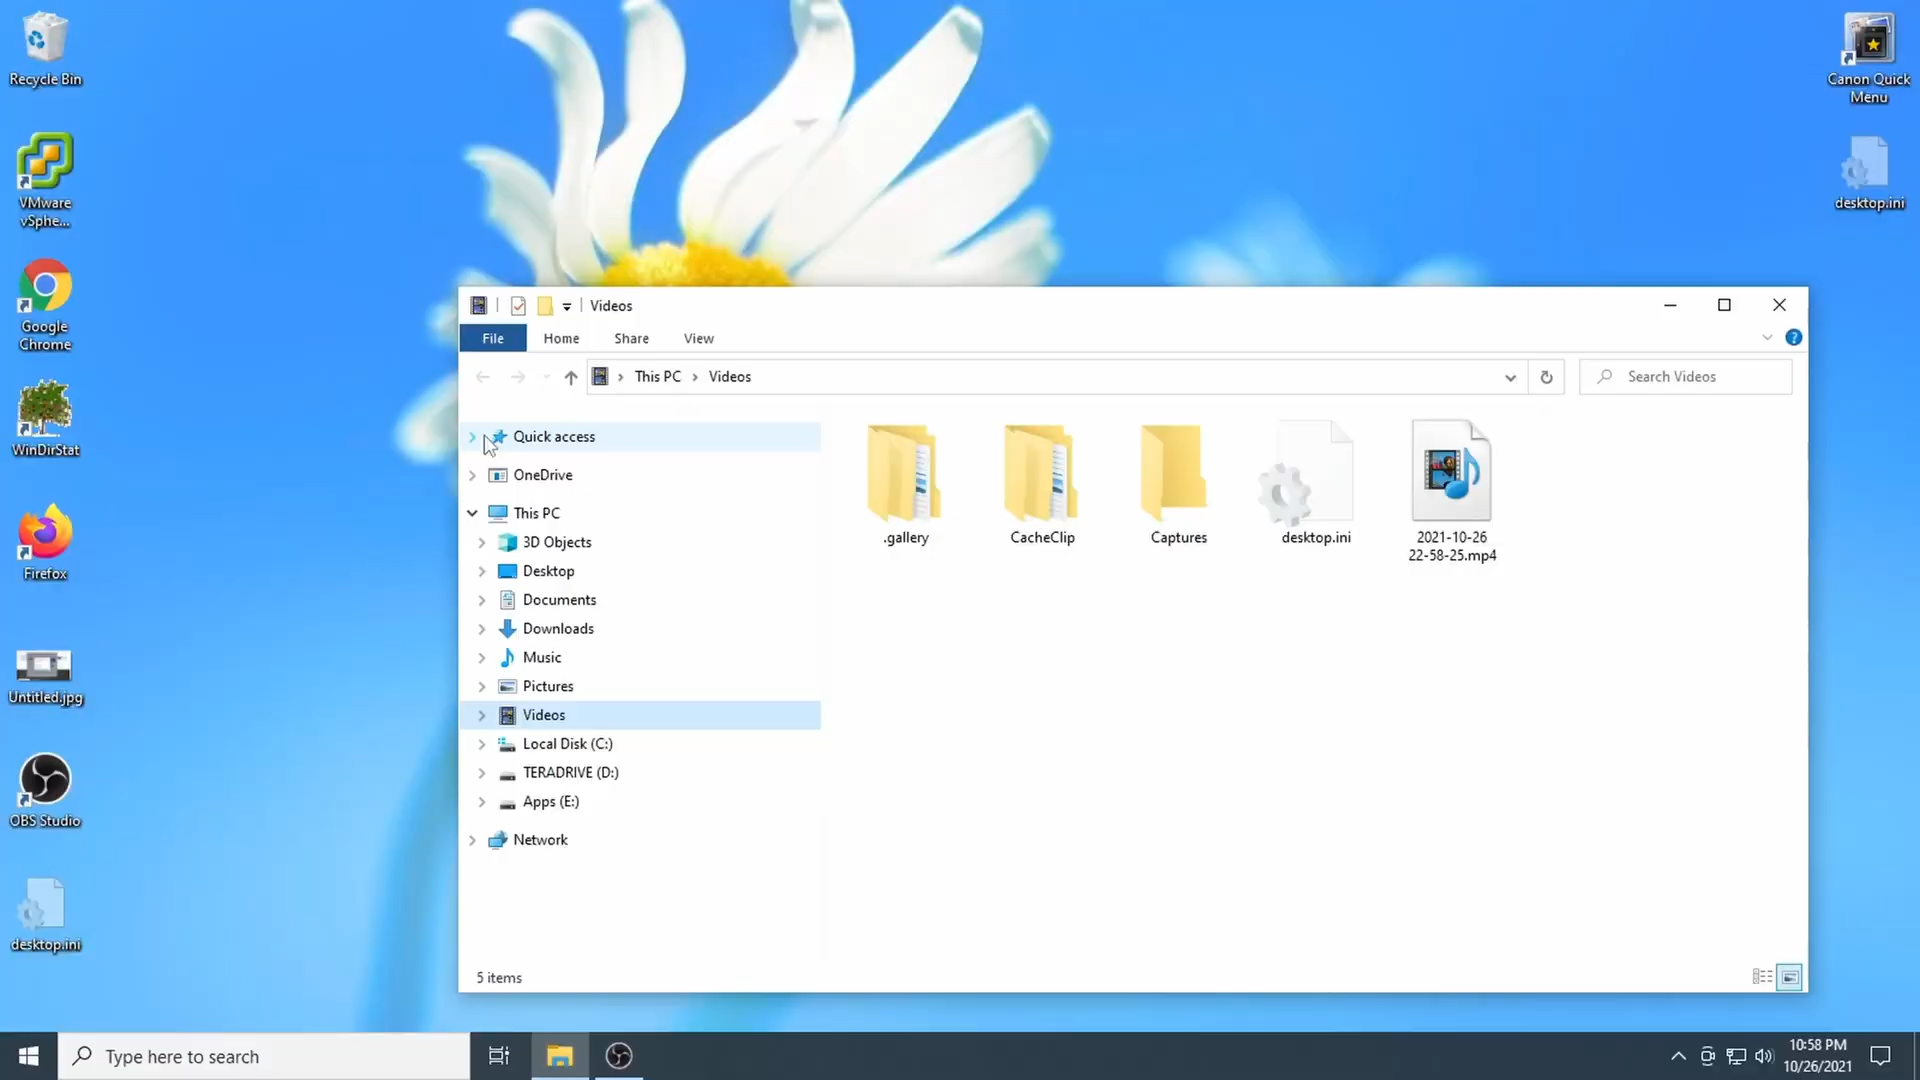 Recycle Bin
VMware
vSphe...
Google
Chrome
WinDirStat
Firefox
Untitled.jpg
OBS Studio
desktop.ini
Canon Quick
Menu
desktop.ini
Videos
File Home Share View
?
This PC Videos
Search Videos
Quick access
OneDrive
This PC
3D Objects
Desktop
Documents
Downloads
Music
Pictures
Videos
Local Disk (C:)
TERADRIVE (D:)
Apps (E:)
Network
.gallery
CacheClip
Captures
desktop.ini
2021-10-26
22-58-25.mp4
5 items
Type here to search
10:58 PM
10/26/2021